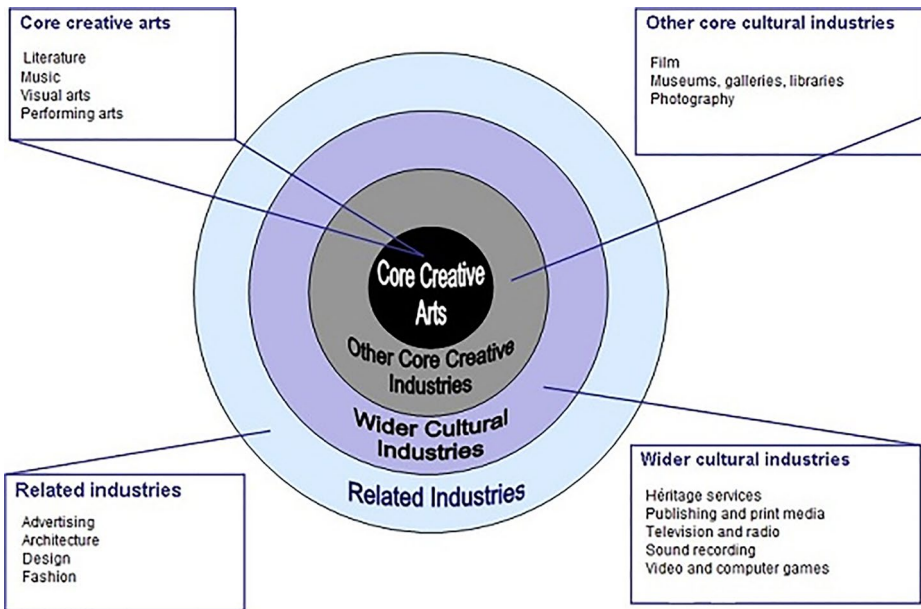 Core creative arts
Literature
Music
Visual arts
Performing arts
Other core cultural industries
Film
Museums, galleries, libraries
Photography
Core Creative
Arts
Other Core Creative
Industries
Wider Cultural
Industries
Related Industries
Related industries
Advertising
Architecture
Design
Fashion
Wider cultural industries
Héritage services
Publishing and print media
Television and radio
Sound recording
Video and computer games